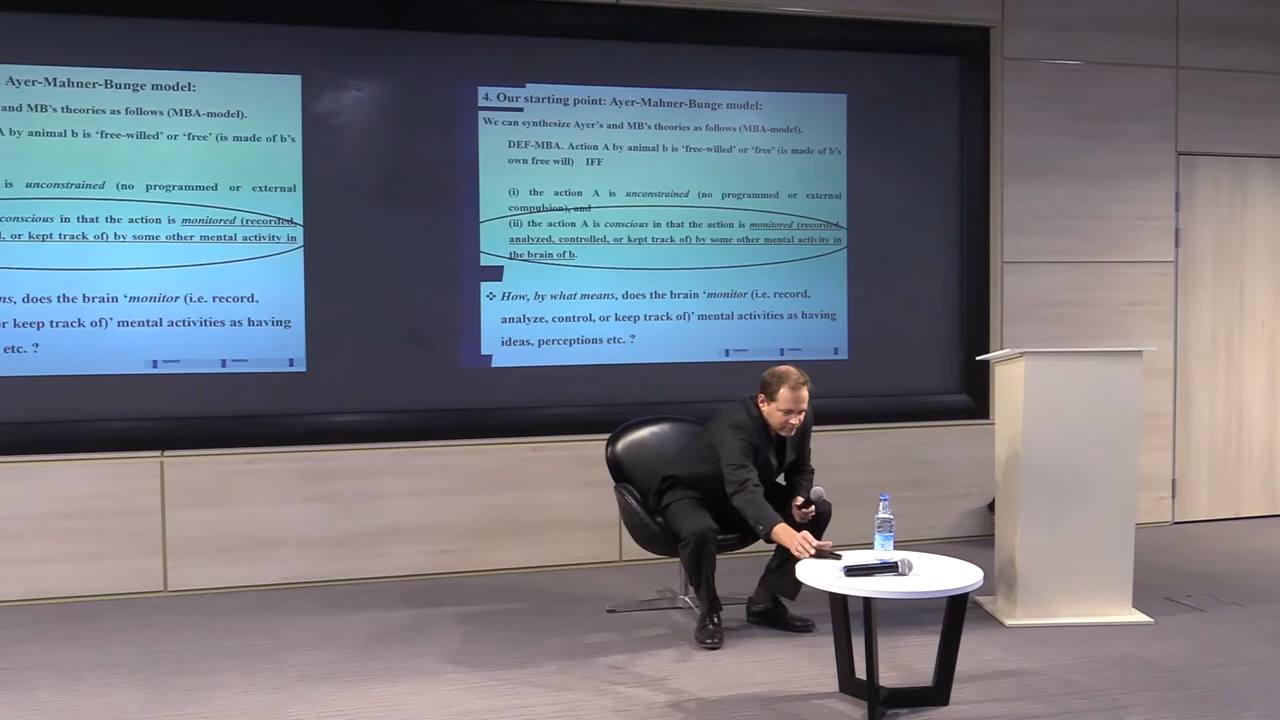 : Ayer-Mahner-Bunge model:
and MB's theories as follows (MBA-model).
A by animal b is 'free-willed' or 'free' (is made of b's
is unconstrained (no programmed or external
conscious in that the action is monitored (recorded,
, or kept track of) by some other mental activity in
ns, does the brain 'monitor (i.e. record,
or keep track of)' mental activities as having
etc. ?
4. Our starting point: Ayer-Mahner-Bunge model:
We can synthesize Ayer's and MB's theories as follows (MBA-model).
DEF-MBA. Action A by animal b is 'free-willed' or 'free' (is made of b's
own free will) IFF
(i) the action A is unconstrained (no programmed or external
compulsion), and
(ii) the action A is conscious in that the action is monitored (recorded,
analyzed, controlled, or kept track of) by some other mental activity in
the brain of b.
❖ How, by what means, does the brain 'monitor (i.e. record,
analyze, control, or keep track of)' mental activities as having
ideas, perceptions etc. ?